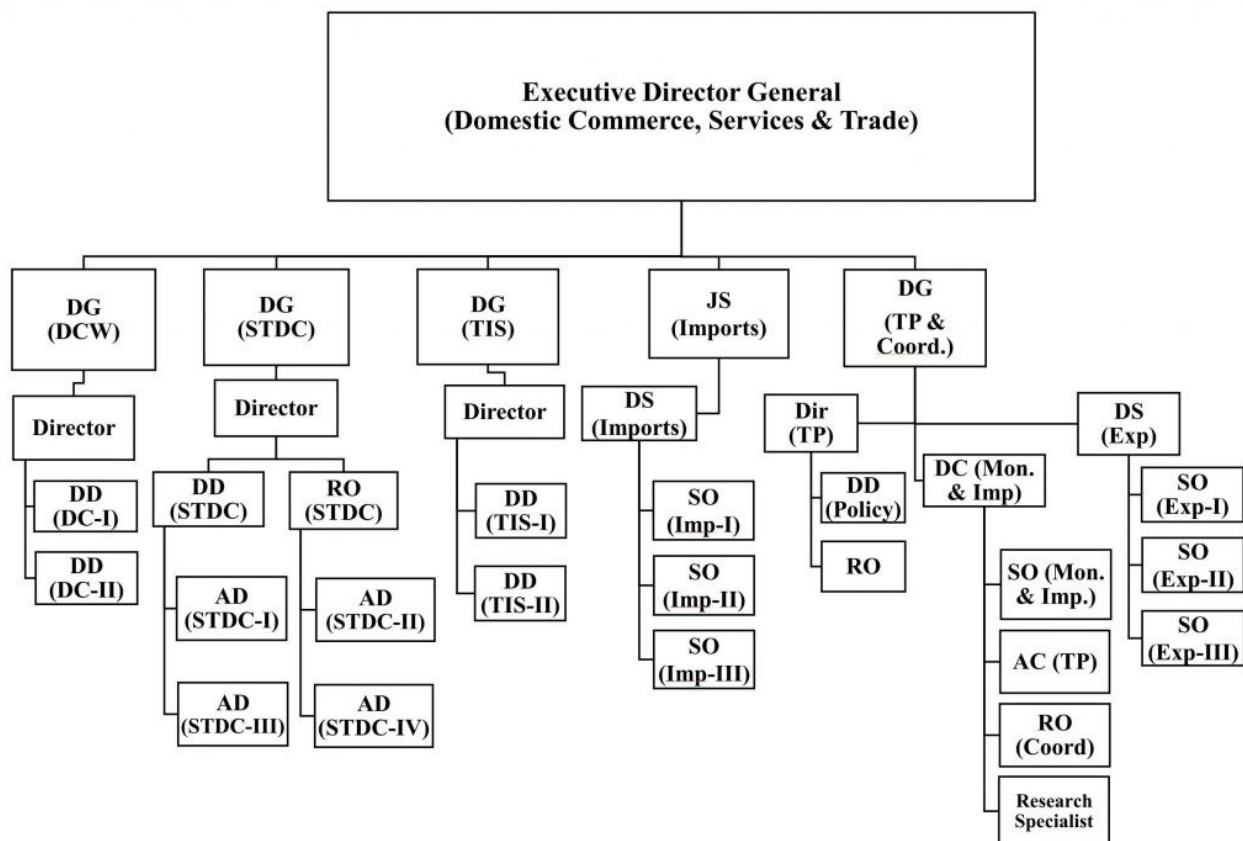 Executive Director General
(Domestic Commerce, Services & Trade)
DG
(DCW)
DG
(STDC)
DG
(TIS)
JS
(Imports)
DG
(TP &
Coord.)
Director
DD
(DC-I)
DD
(DC-II)
Director
DD
(STDC)
AD
(STDC-I)
AD
(STDC-III)
RO
(STDC)
AD
(STDC-II)
AD
(STDC-IV)
Director
DD
(TIS-I)
DD
(TIS-II)
DS
(Imports)
SO
(Imp-I)
SO
(Imp-II)
SO
(Imp-III)
Dir
(TP)
DD
(Policy)
RO
DC (Mon.
& Imp)
SO (Mon.
& Imp.)
AC (TP)
RO
(Coord)
Research
Specialist
DS
(Exp)
SO
(Exp-I)
SO
(Exp-II)
SO
(Exp-III)